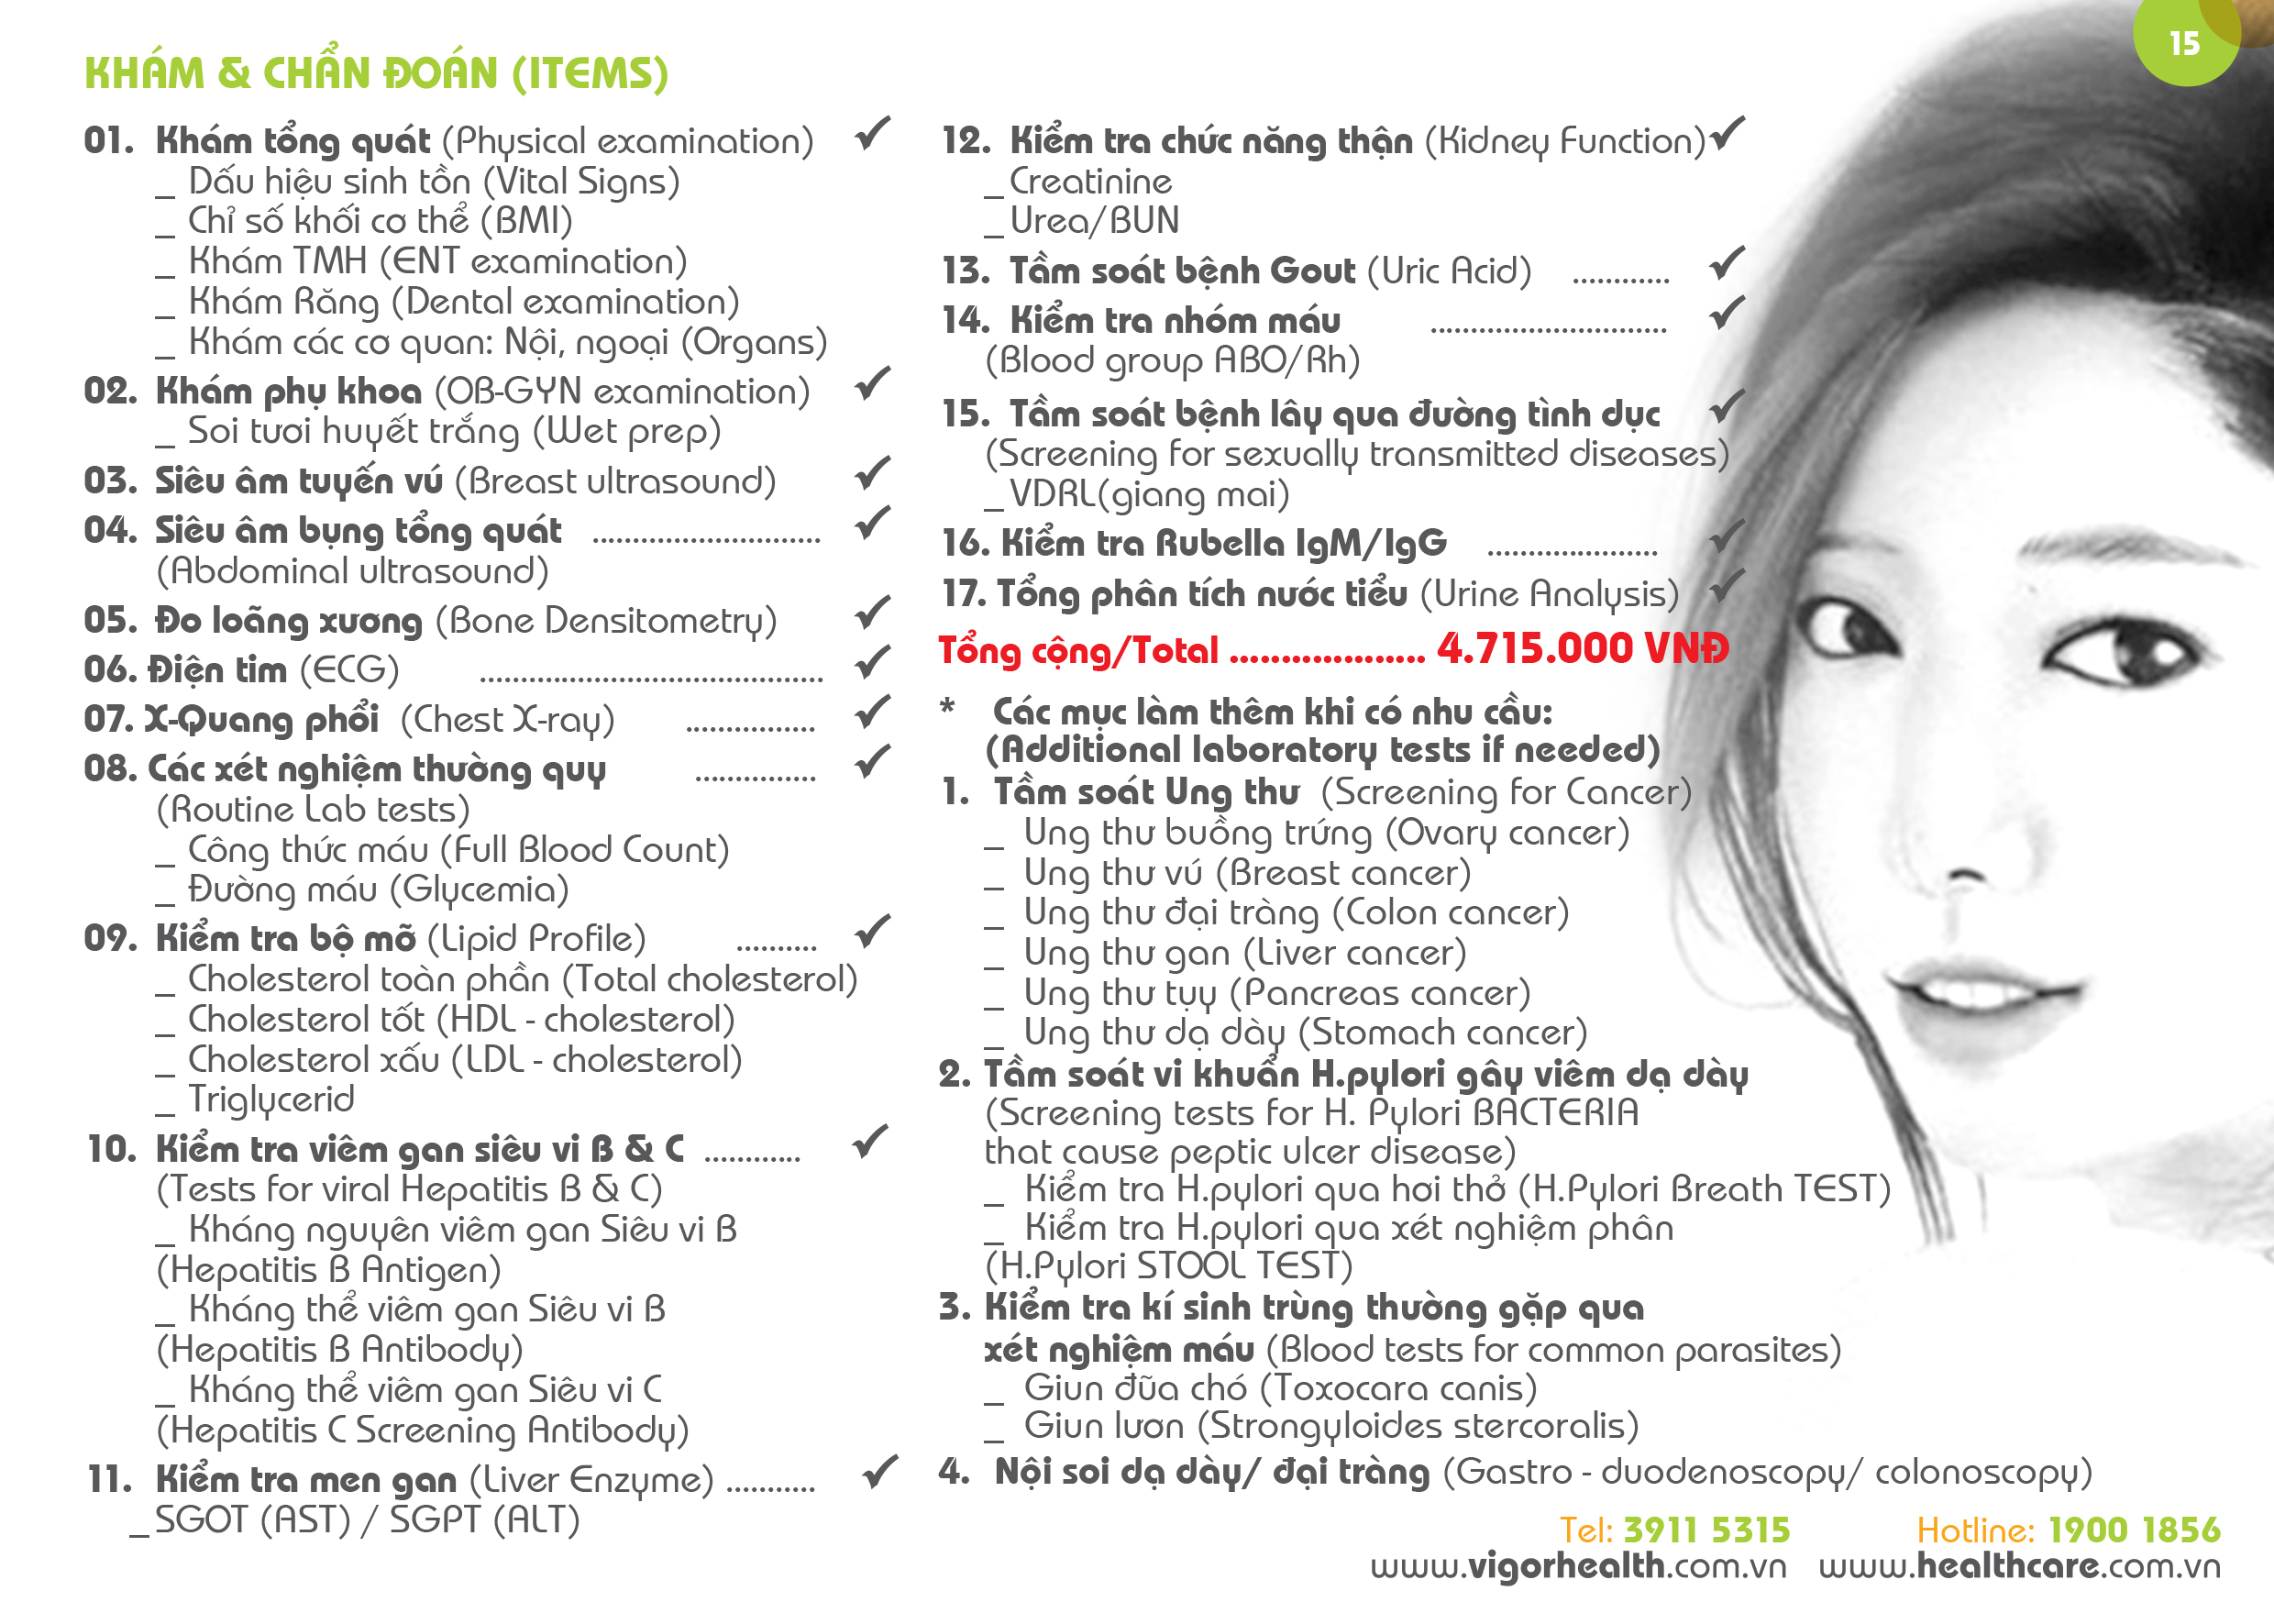 15
KHÁM & CHẨN ĐOÁN (ITEMS)
01. Khám tổng quát (Physical examination) ✓
_ Dấu hiệu sinh tồn (Vital Signs)
_ Chỉ số khối cơ thể (BMI)
_ Khám TMH (ENT examination)
_ Khám Răng (Dental examination)
_ Khám các cơ quan: Nội, ngoại (Organs)
02. Khám phụ khoa (OB-GYN examination) ✓
_ Soi tươi huyết trắng (Wet prep)
03. Siêu âm tuyến vú (Breast ultrasound) ✓
04. Siêu âm bụng tổng quát ............................ ✓
(Abdominal ultrasound)
05. Đo loãng xương (Bone Densitometry) ✓
06. Điện tim (ECG) .......................................... ✓
07. X-Quang phổi (Chest X-ray) ................ ✓
08. Các xét nghiệm thường quy ............... ✓
(Routine Lab tests)
_ Công thức máu (Full Blood Count)
_ Đường máu (Glycemia)
09. Kiểm tra bộ mỡ (Lipid Profile) .......... ✓
_ Cholesterol toàn phần (Total cholesterol)
_ Cholesterol tốt (HDL - cholesterol)
_ Cholesterol xấu (LDL - cholesterol)
_ Triglycerid
10. Kiểm tra viêm gan siêu vi B & C ............ ✓
(Tests for viral Hepatitis B & C)
_ Kháng nguyên viêm gan Siêu vi B
(Hepatitis B Antigen)
_ Kháng thể viêm gan Siêu vi B
(Hepatitis B Antibody)
_ Kháng thể viêm gan Siêu vi C
(Hepatitis C Screening Antibody)
11. Kiểm tra men gan (Liver Enzyme) ........... ✓
_ SGOT (AST) / SGPT (ALT)
12. Kiểm tra chức năng thận (Kidney Function) ✓
_ Creatinine
_ Urea/BUN
13. Tầm soát bệnh Gout (Uric Acid) ............ ✓
14. Kiểm tra nhóm máu ............................. ✓
(Blood group ABO/Rh)
15. Tầm soát bệnh lây qua đường tình dục ✓
(Screening for sexually transmitted diseases)
_ VDRL(giang mai)
16. Kiểm tra Rubella IgM/IgG ..................... ✓
17. Tổng phân tích nước tiểu (Urine Analysis) ✓
Tổng cộng/Total ................... 4.715.000 VNĐ
* Các mục làm thêm khi có nhu cầu:
(Additional laboratory tests if needed)
1. Tầm soát Ung thư (Screening for Cancer)
_ Ung thư buồng trứng (Ovary cancer)
_ Ung thư vú (Breast cancer)
_ Ung thư đại tràng (Colon cancer)
_ Ung thư gan (Liver cancer)
_ Ung thư tụy (Pancreas cancer)
_ Ung thư dạ dày (Stomach cancer)
2. Tầm soát vi khuẩn H.pylori gây viêm dạ dày
(Screening tests for H. Pylori BACTERIA
that cause peptic ulcer disease)
_ Kiểm tra H.pylori qua hơi thở (H.Pylori Breath TEST)
_ Kiểm tra H.pylori qua xét nghiệm phân
(H.Pylori STOOL TEST)
3. Kiểm tra kí sinh trùng thường gặp qua
xét nghiệm máu (Blood tests for common parasites)
_ Giun đũa chó (Toxocara canis)
_ Giun lươn (Strongyloides stercoralis)
4. Nội soi dạ dày/ đại tràng (Gastro - duodenoscopy/ colonoscopy)
Tel: 3911 5315 Hotline: 1900 1856
www.vigorhealth.com.vn www.healthcare.com.vn